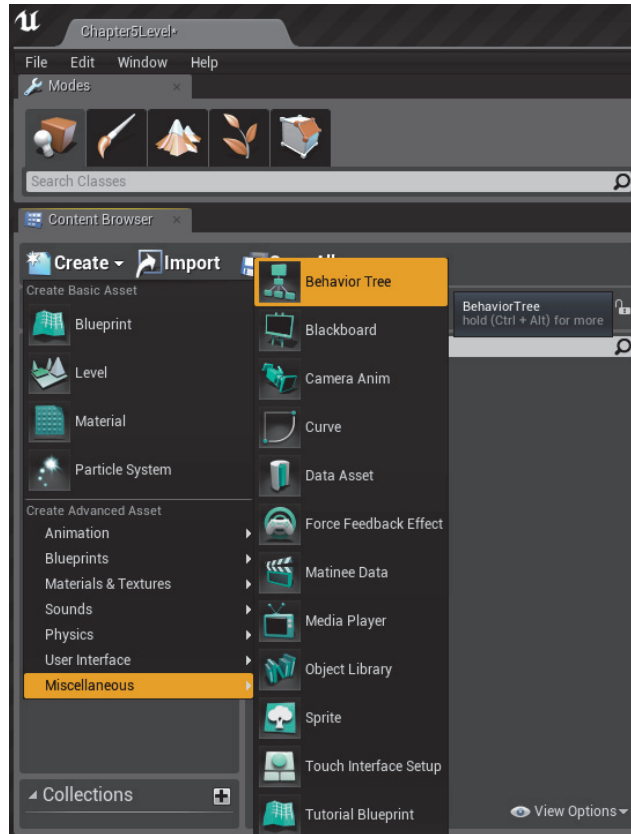 Chapter5Level*
File Edit Window Help
Modes
Search Classes
Content Browser
Create Import
Create Basic Asset
Blueprint
Level
Material
Particle System
Create Advanced Asset
Animation
Blueprints
Materials & Textures
Sounds
Physics
User Interface
Miscellaneous
Behavior Tree
Blackboard
Camera Anim
Curve
Data Asset
Force Feedback Effect
Matinee Data
Media Player
Object Library
Sprite
Touch Interface Setup
Tutorial Blueprint
BehaviorTree
hold (Ctrl + Alt) for more
Collections
View Options